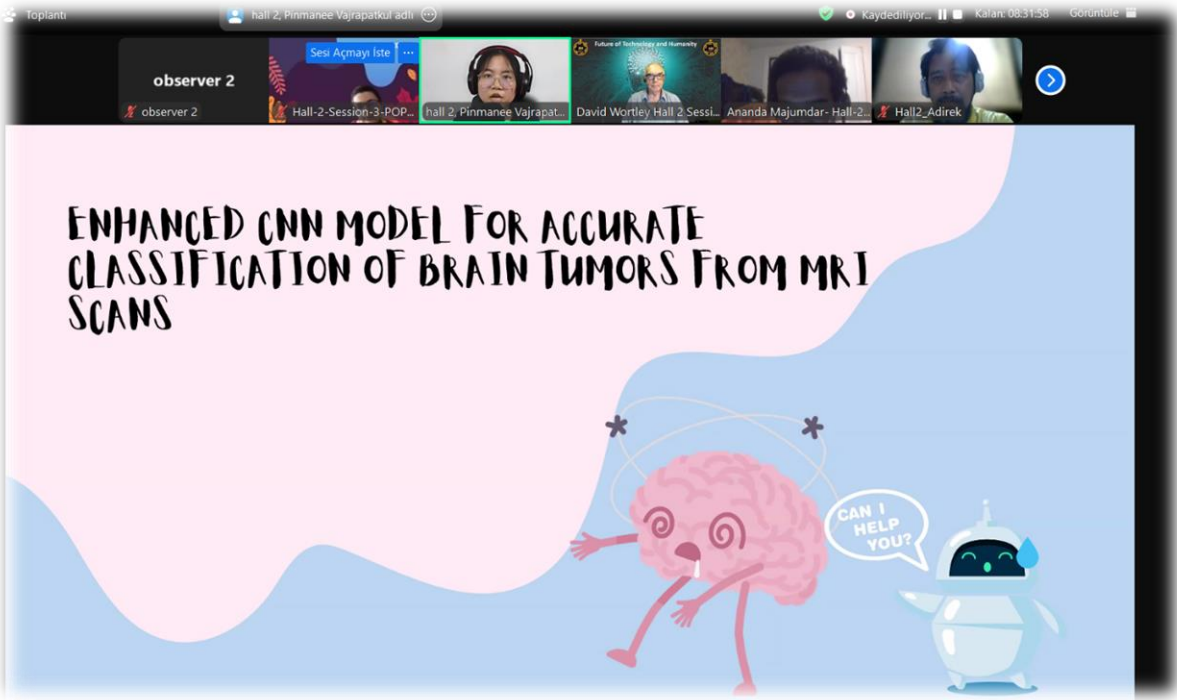 Toplantı
hall 2, Pinmanee Vajrapatkul adlı
Kaydediliyor...
Kalan: 08:31:58
Görüntüle
observer 2
observer 2
Sesi Açmayı İste
Hall-2-Session-3-POP...
hall 2, Pinmanee Vajrapat...
Future of Technology and Humanity
David Wortley Hall 2 Sessi...
Ananda Majumdar- Hall-2...
Hall2_Adirek
ENHANCED CNN MODEL FOR ACCURATE
CLASSIFICATION OF BRAIN TUMORS FROM MRI
SCANS
CAN I
HELP
YOU?